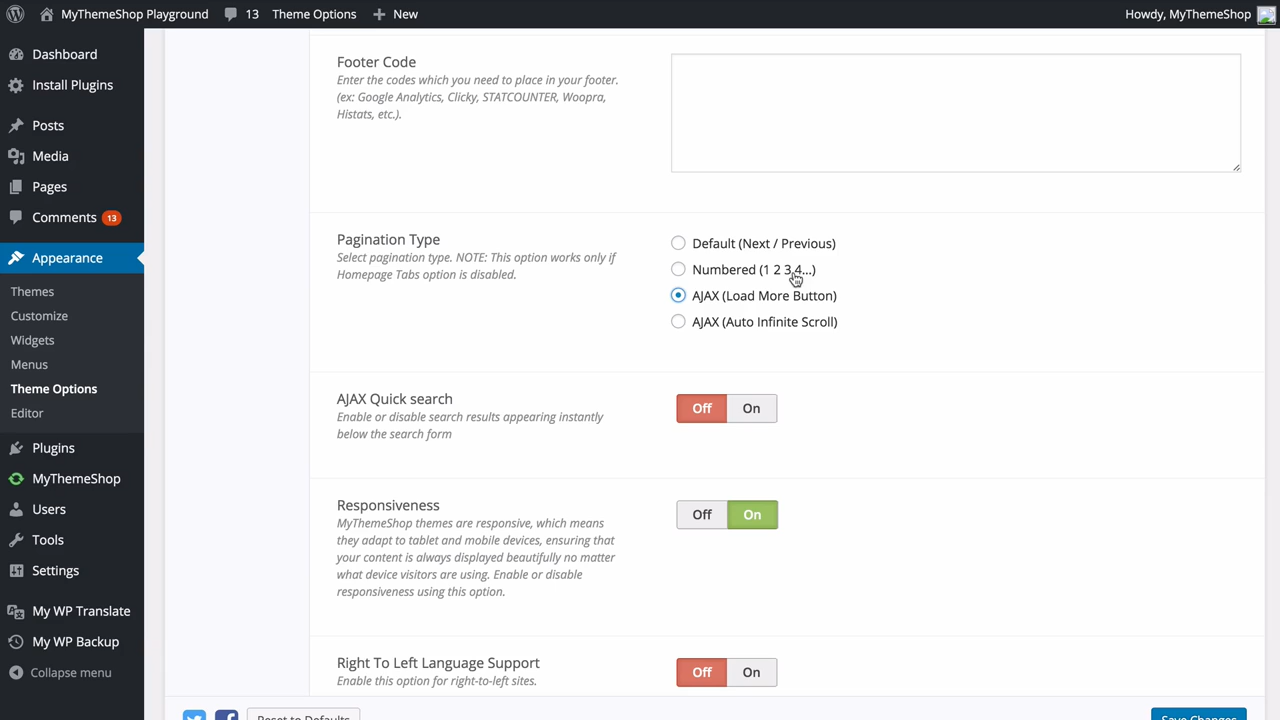 MyThemeShop Playground 13 Theme Options New Howdy, MyThemeShop
Dashboard
Install Plugins
Posts
Media
Pages
Comments 13
Appearance
Themes
Customize
Widgets
Menus
Theme Options
Editor
Plugins
MyThemeShop
Users
Tools
Settings
My WP Translate
My WP Backup
Collapse menu
Footer Code
Enter the codes which you need to place in your footer.
(ex: Google Analytics, Clicky, STATCOUNTER, Woopra,
Histats, etc.).
Pagination Type
Select pagination type. NOTE: This option works only if
Homepage Tabs option is disabled.
Default (Next / Previous)
Numbered (1 2 3 4...)
AJAX (Load More Button)
AJAX (Auto Infinite Scroll)
AJAX Quick search
Enable or disable search results appearing instantly
below the search form
Off On
Responsiveness
MyThemeShop themes are responsive, which means
they adapt to tablet and mobile devices, ensuring that
your content is always displayed beautifully no matter
what device visitors are using. Enable or disable
responsiveness using this option.
Off On
Right To Left Language Support
Enable this option for right-to-left sites.
Off On
Reset to Defaults
Save Changes